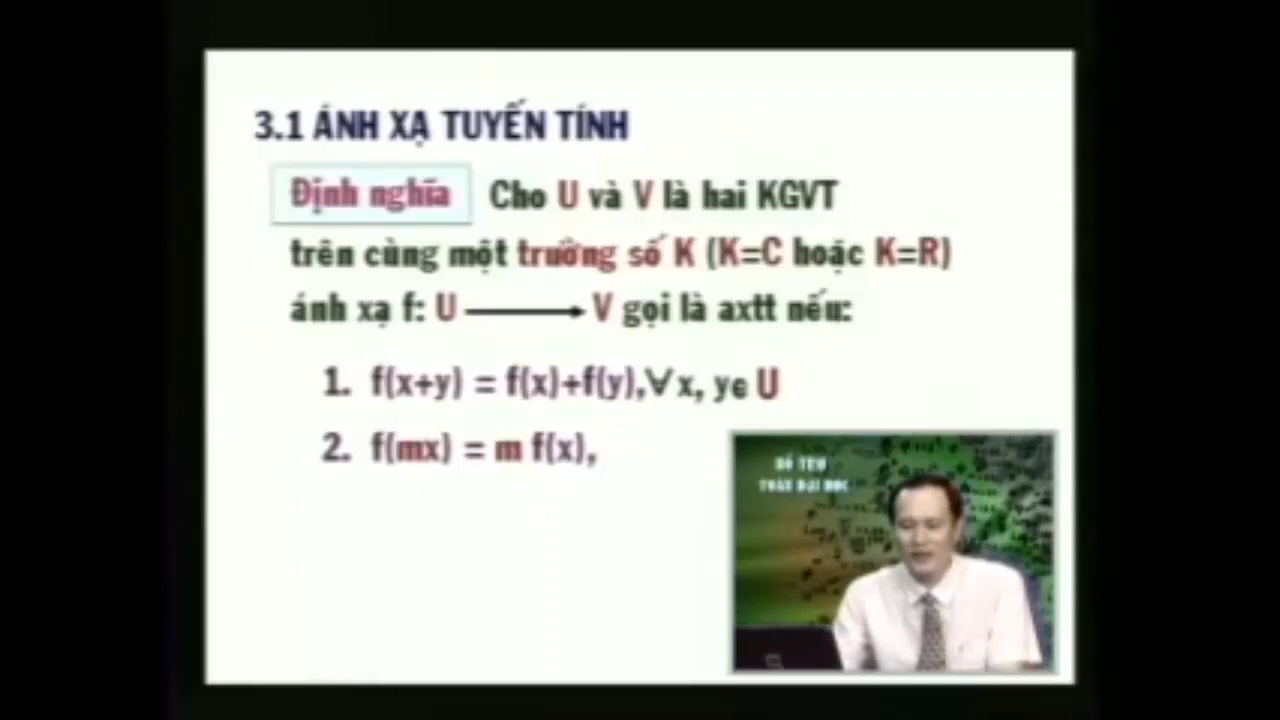 3.1 ÁNH XẠ TUYẾN TÍNH
Định nghĩa Cho U và V là hai KGVT
trên cùng một trường số K (K=C hoặc K=R)
ánh xạ f: U ⟶ V gọi là axtt nếu:
1. f(x+y) = f(x)+f(y),∀x, y∈ U
2. f(mx) = m f(x),